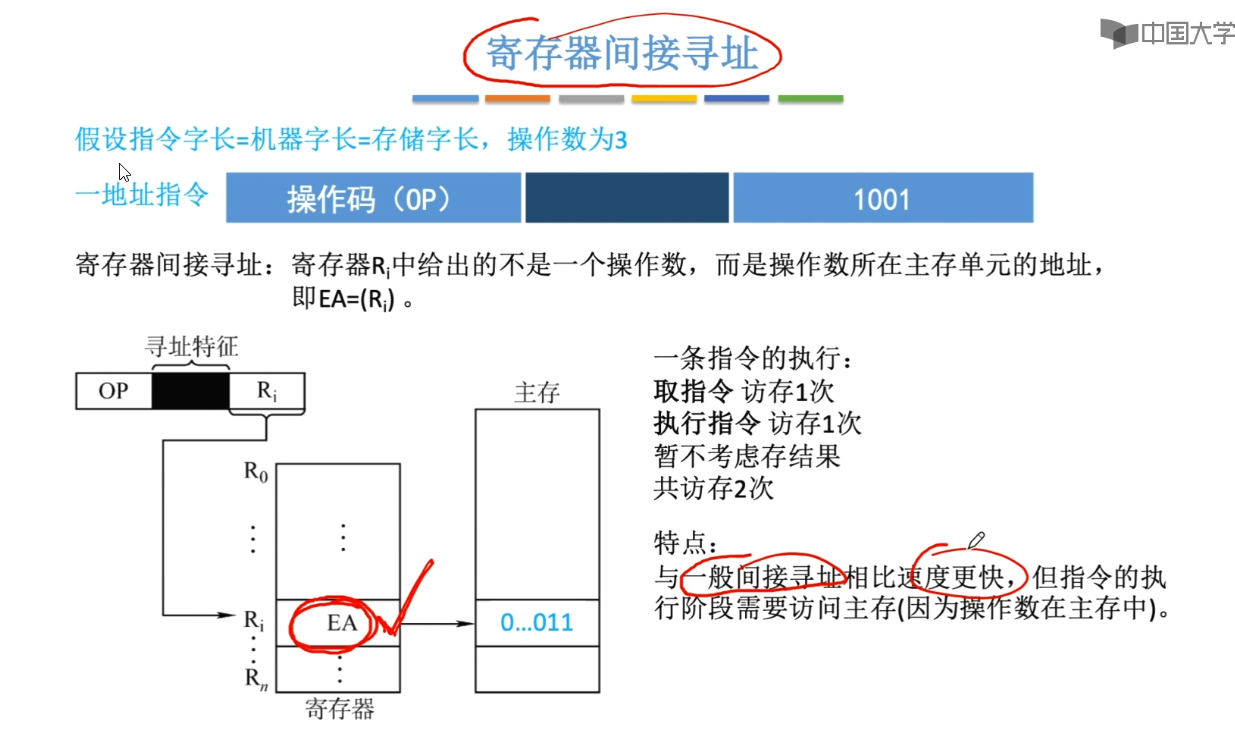 寄存器间接寻址
中国大学
假设指令字长=机器字长=存储字长，操作数为3
一地址指令 操作码（OP） 1001
寄存器间接寻址：寄存器Ri中给出的不是一个操作数，而是操作数所在主存单元的地址，
即EA=(Ri) 。
寻址特征
OP Ri
主存
R0
⋮ ⋮
Ri EA 0…011
⋮
Rn ⋮
寄存器
一条指令的执行：
取指令 访存1次
执行指令 访存1次
暂不考虑存结果
共访存2次
特点：
与一般间接寻址相比速度更快，但指令的执
行阶段需要访问主存(因为操作数在主存中)。